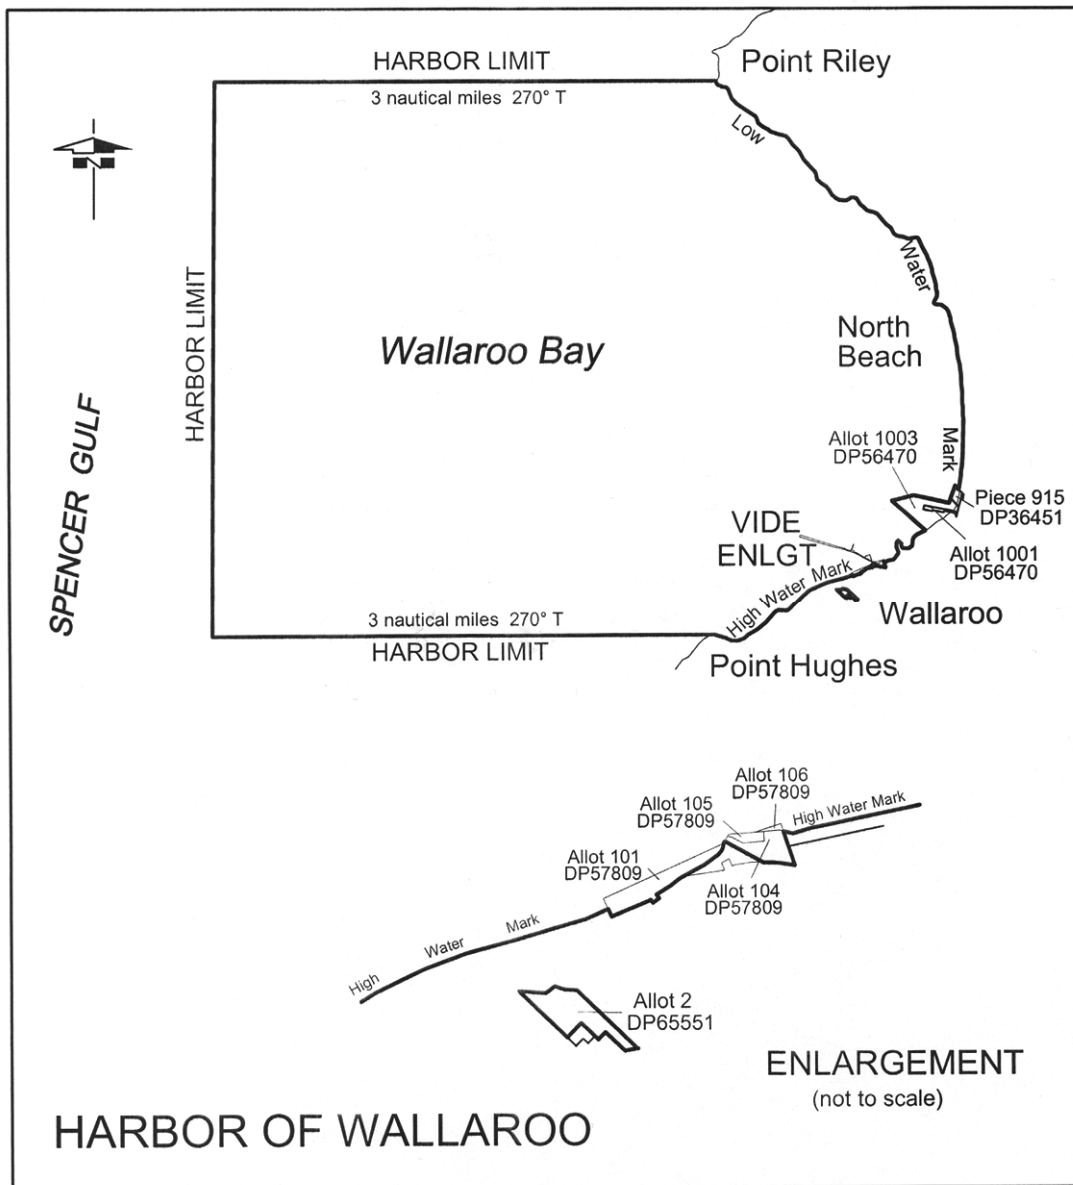 HARBOR LIMIT
Point Riley
3 nautical miles 270° T
Low
N
Water
HARBOR LIMIT
North
Beach
Wallaroo Bay
SPENCER GULF
Allot 1003
DP56470
Mark
Piece 915
DP36451
VIDE
ENLGT
Allot 1001
DP56470
High Water Mark
Wallaroo
3 nautical miles 270° T
HARBOR LIMIT
Point Hughes
Allot 106
DP57809
Allot 105
DP57809
High Water Mark
Allot 101
DP57809
Allot 104
DP57809
High Water Mark
Allot 2
DP65551
ENLARGEMENT
(not to scale)
HARBOR OF WALLAROO